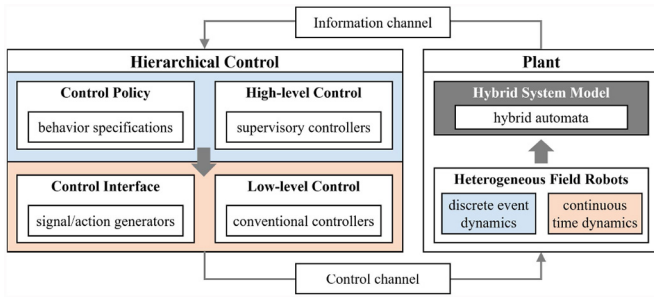 Information channel
Hierarchical Control
Plant
Control Policy
behavior specifications
High-level Control
supervisory controllers
Hybrid System Model
hybrid automata
Control Interface
signal/action generators
Low-level Control
conventional controllers
Heterogeneous Field Robots
discrete event
dynamics
continuous
time dynamics
Control channel